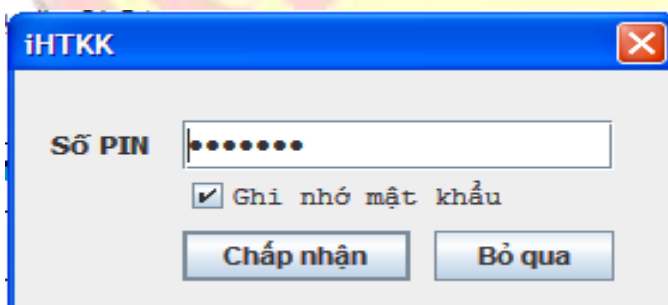 iHTKK
Số PIN •••••••
Ghi nhớ mật khẩu
Chấp nhận Bỏ qua